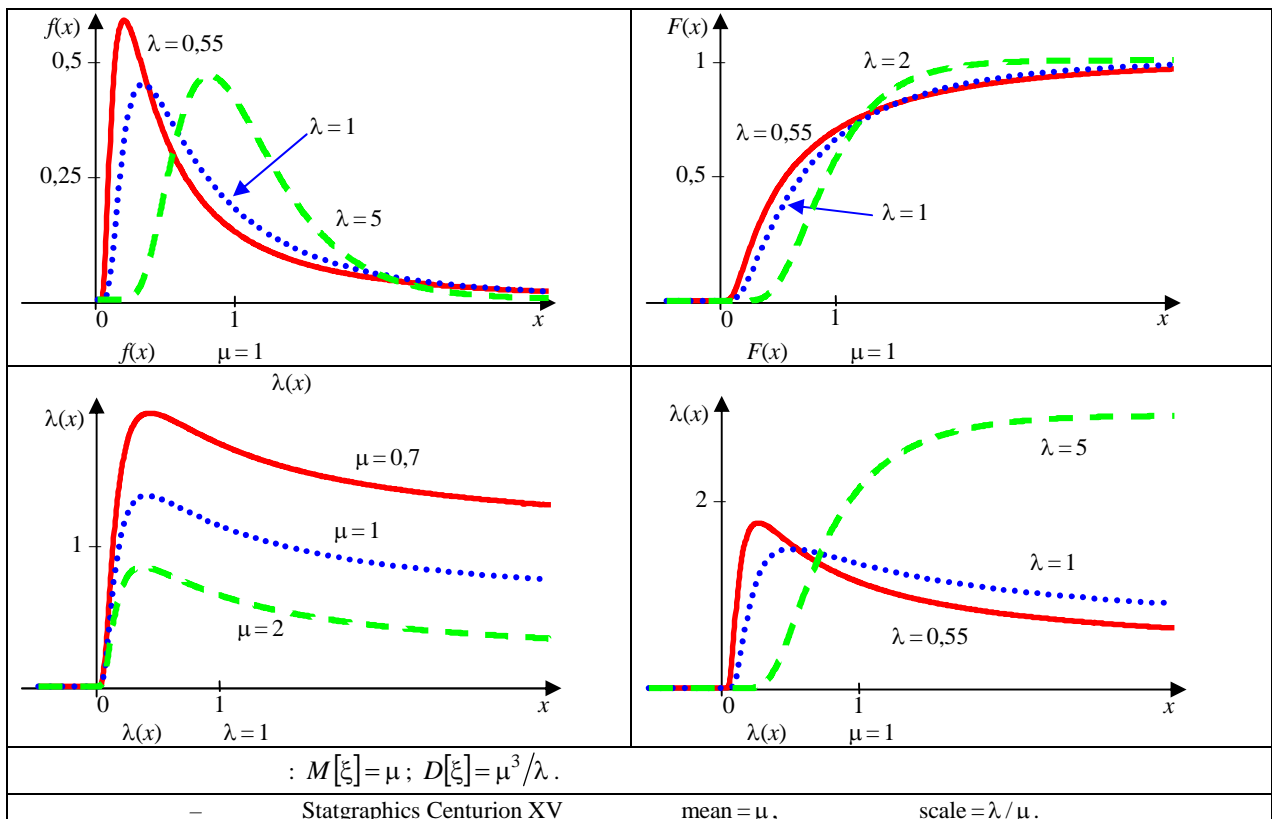 f(x)
0,5
λ = 0,55
λ = 1
0,25
λ = 5
0
1
x
f(x) μ = 1
F(x)
1
λ = 2
λ = 0,55
0,5
λ = 1
0
1
x
F(x) μ = 1
λ(x)
λ(x)
μ = 0,7
1
μ = 1
μ = 2
0
1
x
λ(x) λ = 1
λ(x)
λ = 5
2
λ = 1
λ = 0,55
0
1
x
λ(x) μ = 1
: M[ξ] = μ ; D[ξ] = μ³/λ .
– Statgraphics Centurion XV mean = μ, scale = λ / μ.